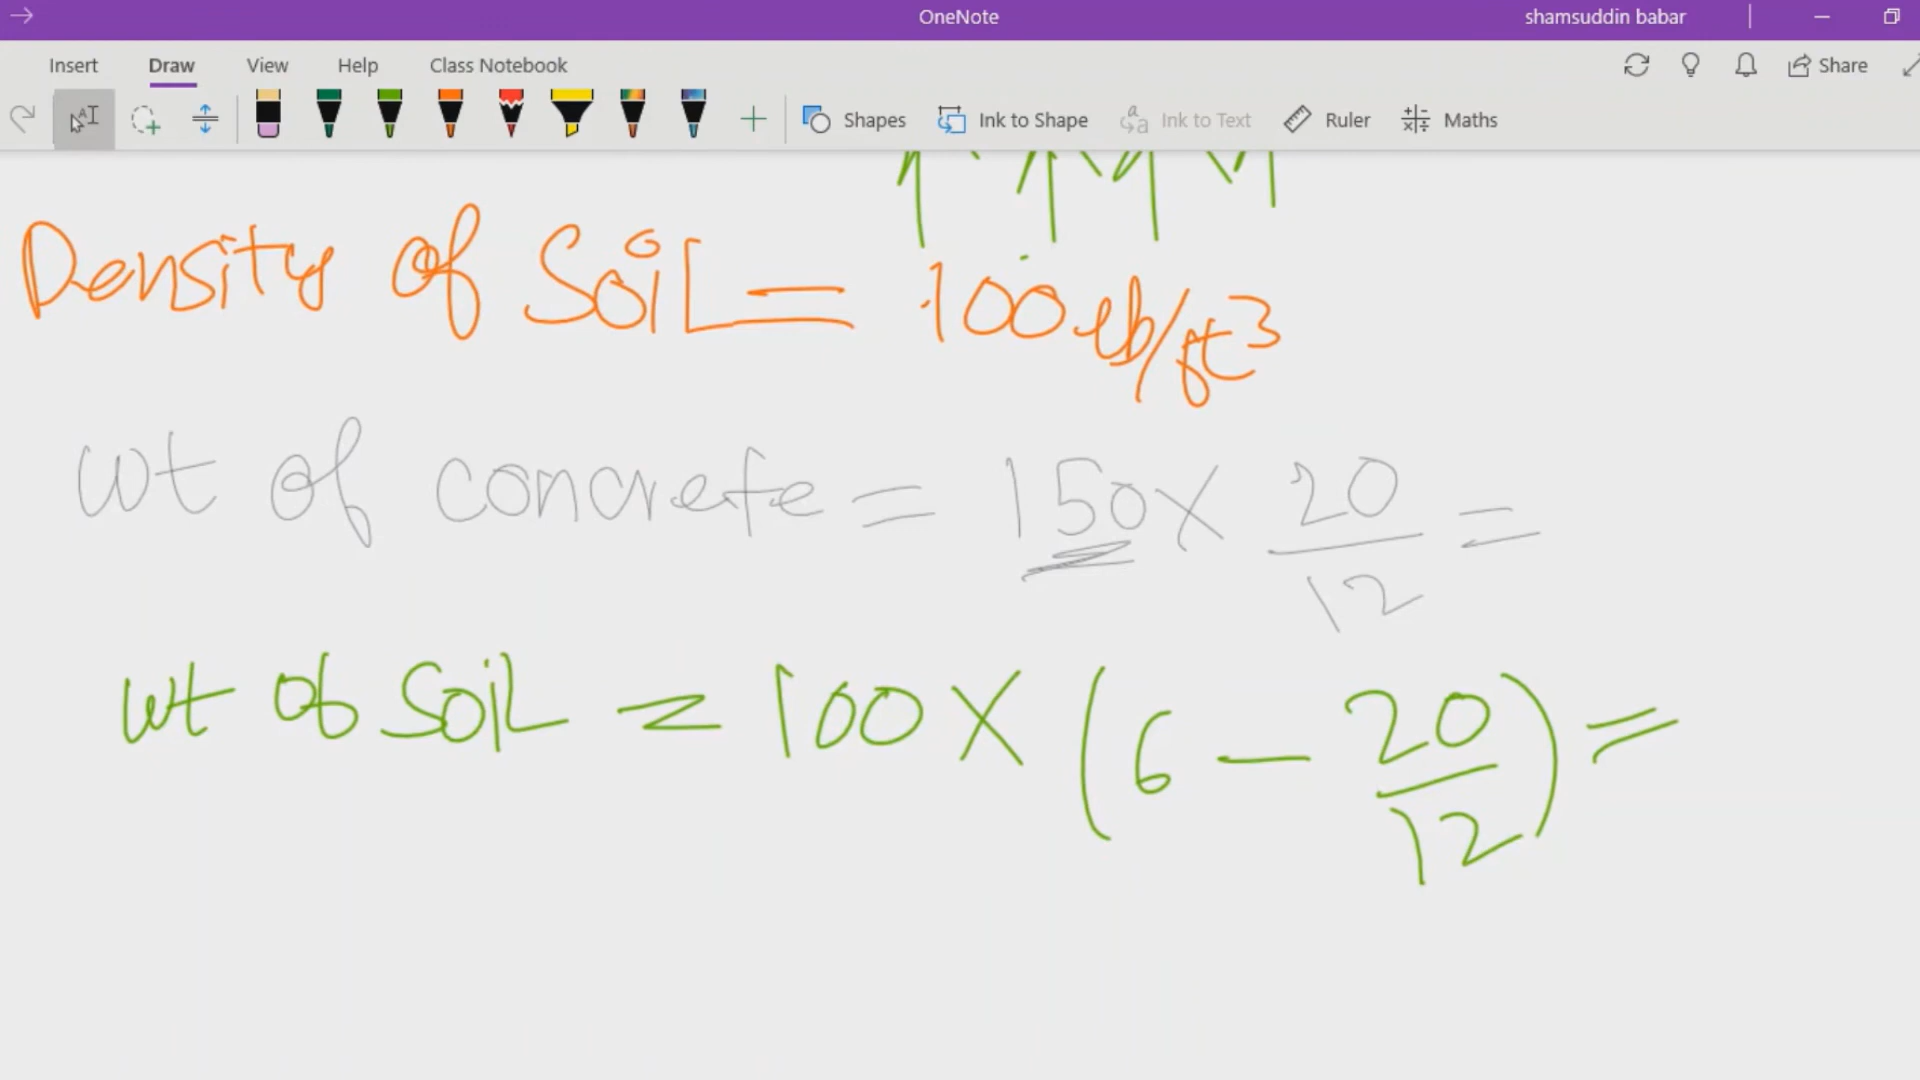 OneNote
shamsuddin babar
Insert Draw View Help Class Notebook
Share
Shapes Ink to Shape Ink to Text Ruler Maths
Density of Soil = 100 lb/ft³
wt of concrete = 150 X 20/12 =
wt of Soil = 100 X (6 - 20/12) =